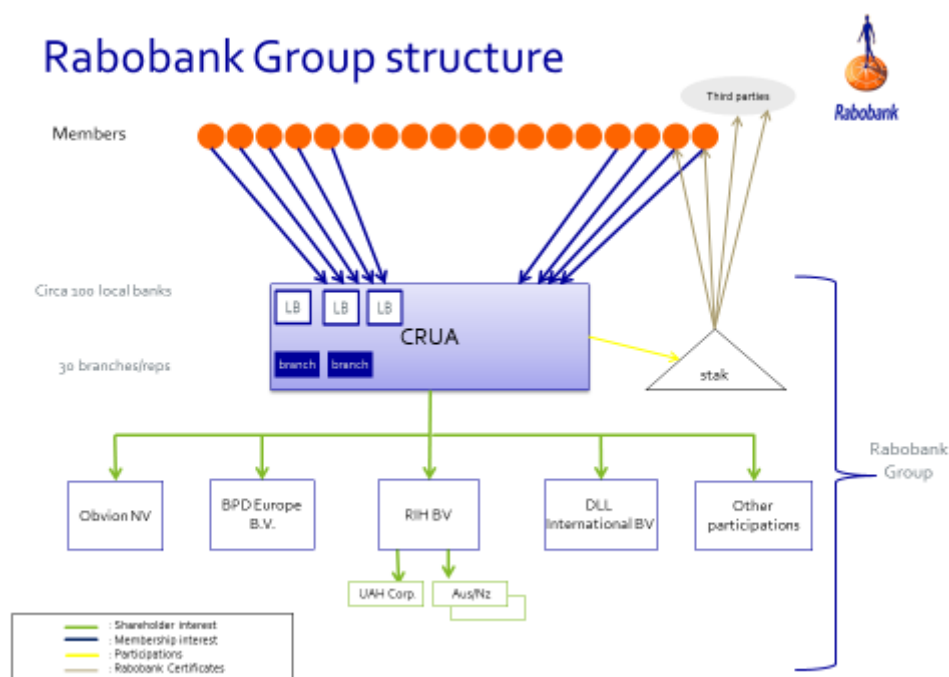 Rabobank Group structure
Third parties
Rabobank
Members
Circa 100 local banks
LB LB LB
CRUA
30 branches/reps
branch branch
stak
Rabobank
Group
Obvion NV
BPD Europe
B.V.
RIH BV
DLL
International BV
Other
participations
UAH Corp.
Aus/Nz
: Shareholder interest
: Membership interest
: Participations
: Rabobank Certificates